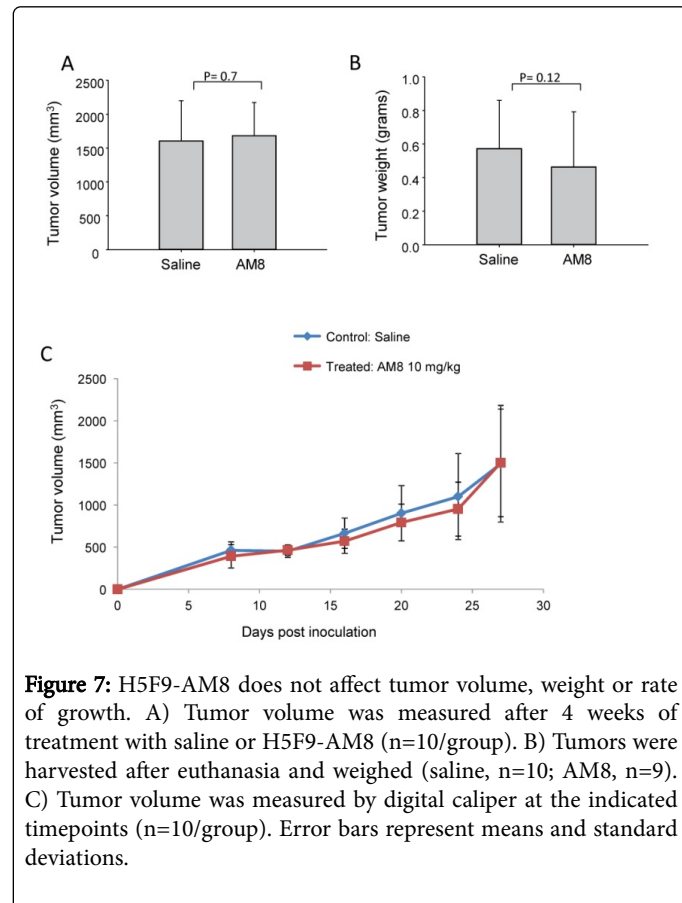 A
P= 0.7
2500
2000
1500
1000
500
0
Tumor volume (mm³)
Saline
AM8
B
P= 0.12
1.0
0.8
0.6
0.4
0.2
0.0
Tumor weight (grams)
Saline
AM8
Control: Saline
Treated: AM8 10 mg/kg
C
2500
2000
1500
1000
500
0
Tumor volume (mm³)
0 5 10 15 20 25 30
Days post inoculation
Figure 7: H5F9-AM8 does not affect tumor volume, weight or rate
of growth. A) Tumor volume was measured after 4 weeks of
treatment with saline or H5F9-AM8 (n=10/group). B) Tumors were
harvested after euthanasia and weighed (saline, n=10; AM8, n=9).
C) Tumor volume was measured by digital caliper at the indicated
timepoints (n=10/group). Error bars represent means and standard
deviations.